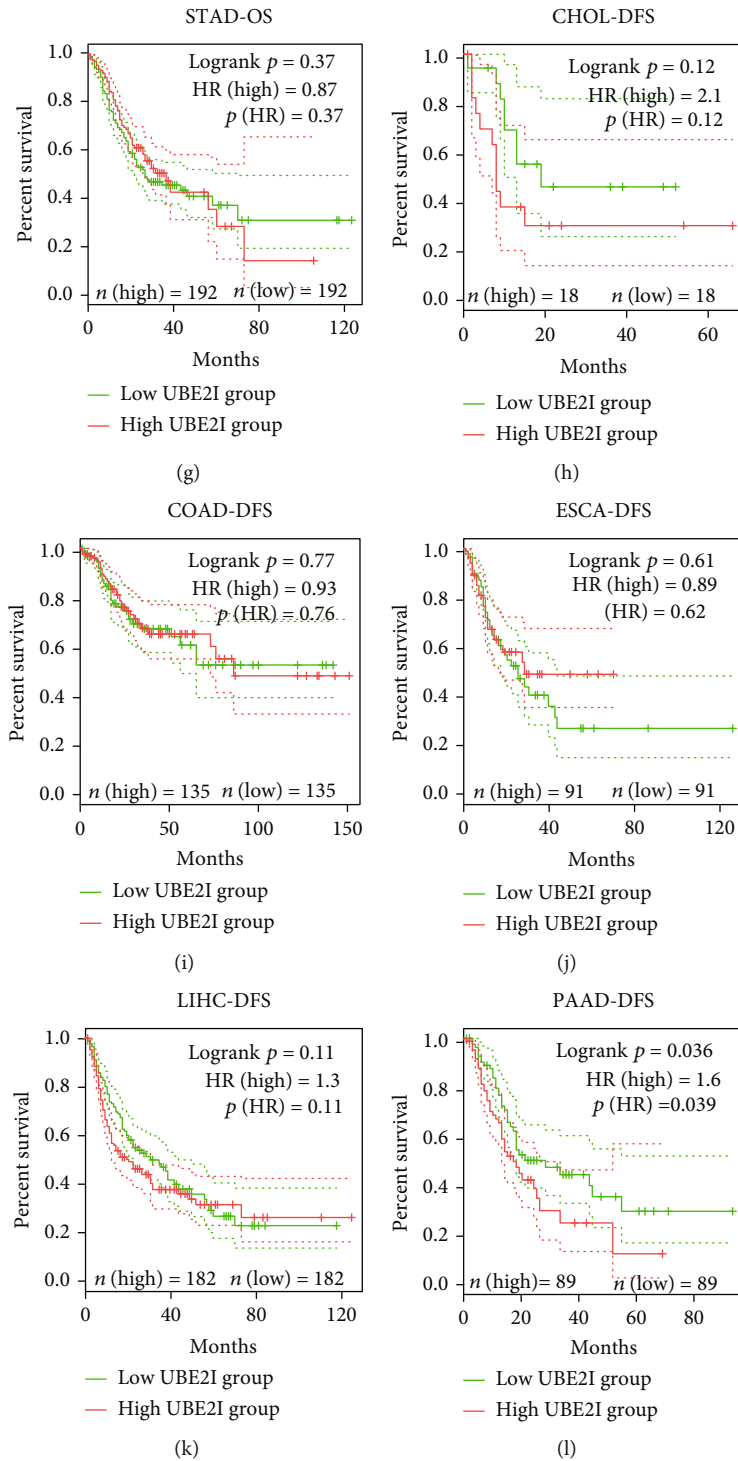 STAD-OS
Logrank p = 0.37
HR (high) = 0.87
p (HR) = 0.37
Percent survival
1.0
0.8
0.6
0.4
0.2
0.0
n (high) = 192
n (low) = 192
0
40
80
120
Months
Low UBE2I group
High UBE2I group
(g)
CHOL-DFS
Logrank p = 0.12
HR (high) = 2.1
p (HR) = 0.12
Percent survival
1.0
0.8
0.6
0.4
0.2
0.0
n (high) = 18
n (low) = 18
0
20
40
60
Months
Low UBE2I group
High UBE2I group
(h)
COAD-DFS
Logrank p = 0.77
HR (high) = 0.93
p (HR) = 0.76
Percent survival
1.0
0.8
0.6
0.4
0.2
0.0
n (high) = 135
n (low) = 135
0
50
100
150
Months
Low UBE2I group
High UBE2I group
(i)
ESCA-DFS
Logrank p = 0.61
HR (high) = 0.89
(HR) = 0.62
Percent survival
1.0
0.8
0.6
0.4
0.2
0.0
n (high) = 91
n (low) = 91
0
40
80
120
Months
Low UBE2I group
High UBE2I group
(j)
LIHC-DFS
Logrank p = 0.11
HR (high) = 1.3
p (HR) = 0.11
Percent survival
1.0
0.8
0.6
0.4
0.2
0.0
n (high) = 182
n (low) = 182
0
40
80
120
Months
Low UBE2I group
High UBE2I group
(k)
PAAD-DFS
Logrank p = 0.036
HR (high) = 1.6
p (HR) =0.039
Percent survival
1.0
0.8
0.6
0.4
0.2
0.0
n (high)= 89
n (low) = 89
0
20
40
60
80
Months
Low UBE2I group
High UBE2I group
(l)